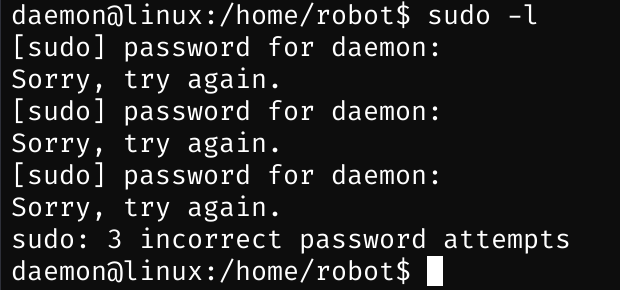 daemon@linux:/home/robot$ sudo -l
[sudo] password for daemon:
Sorry, try again.
[sudo] password for daemon:
Sorry, try again.
[sudo] password for daemon:
Sorry, try again.
sudo: 3 incorrect password attempts
daemon@linux:/home/robot$